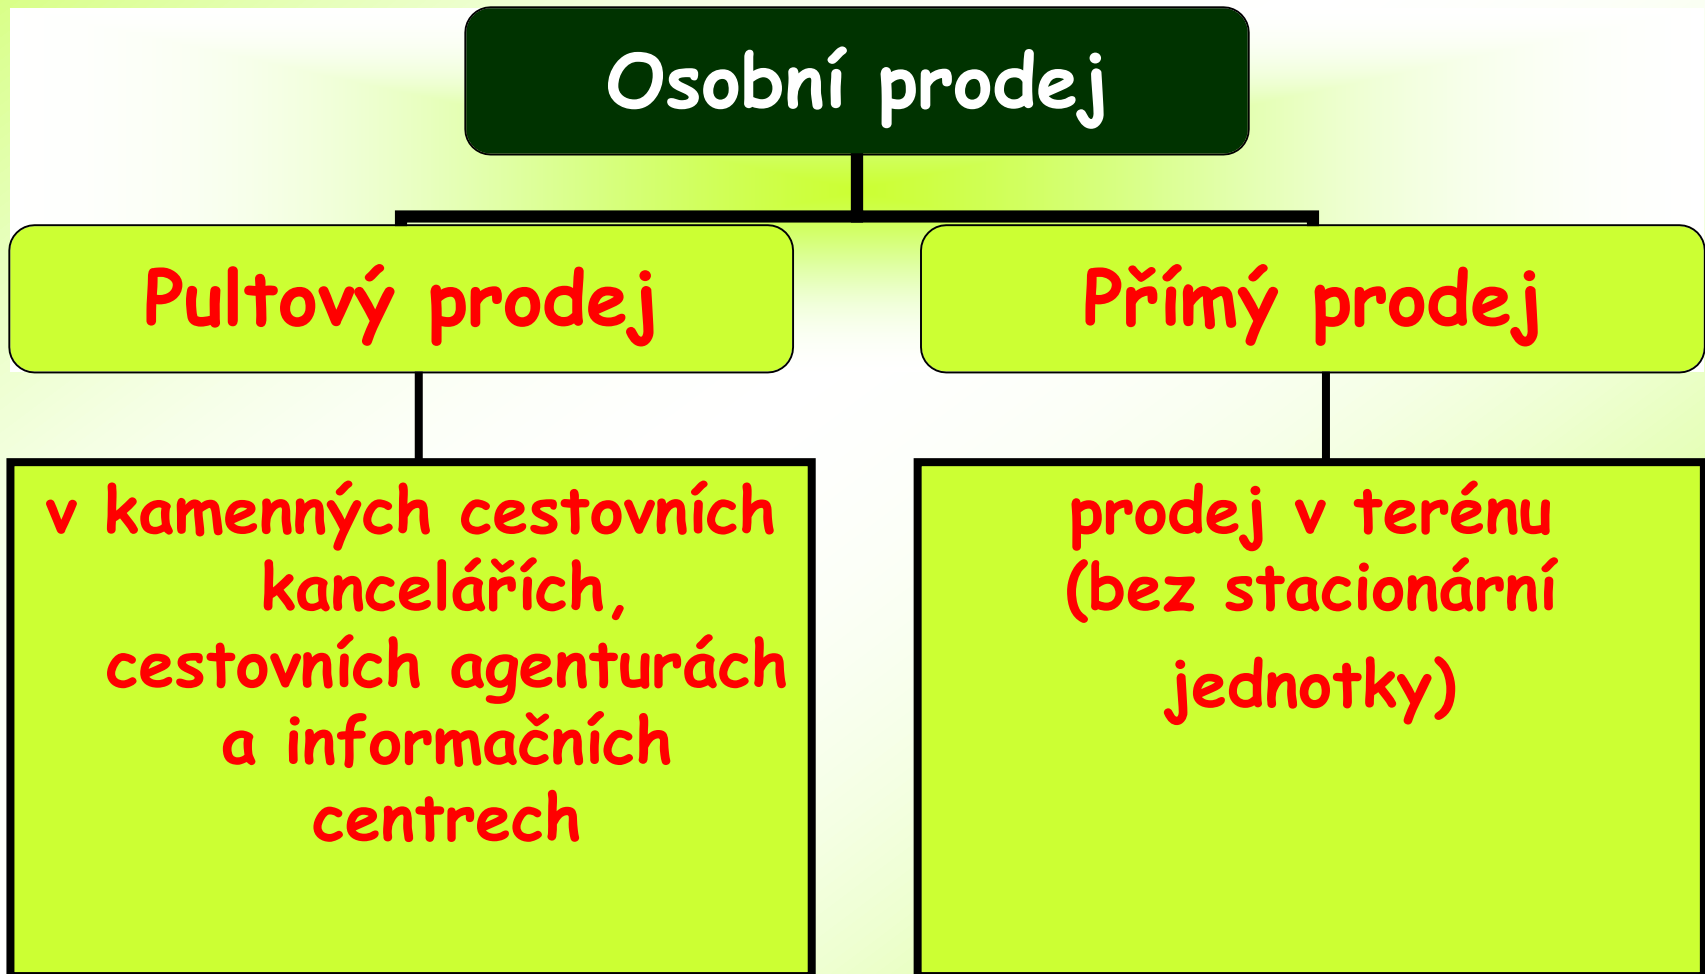 Osobní prodej
Pultový prodej
Přímý prodej
v kamenných cestovních
kancelářích,
cestovních agenturách
a informačních
centrech
prodej v terénu
(bez stacionární
jednotky)